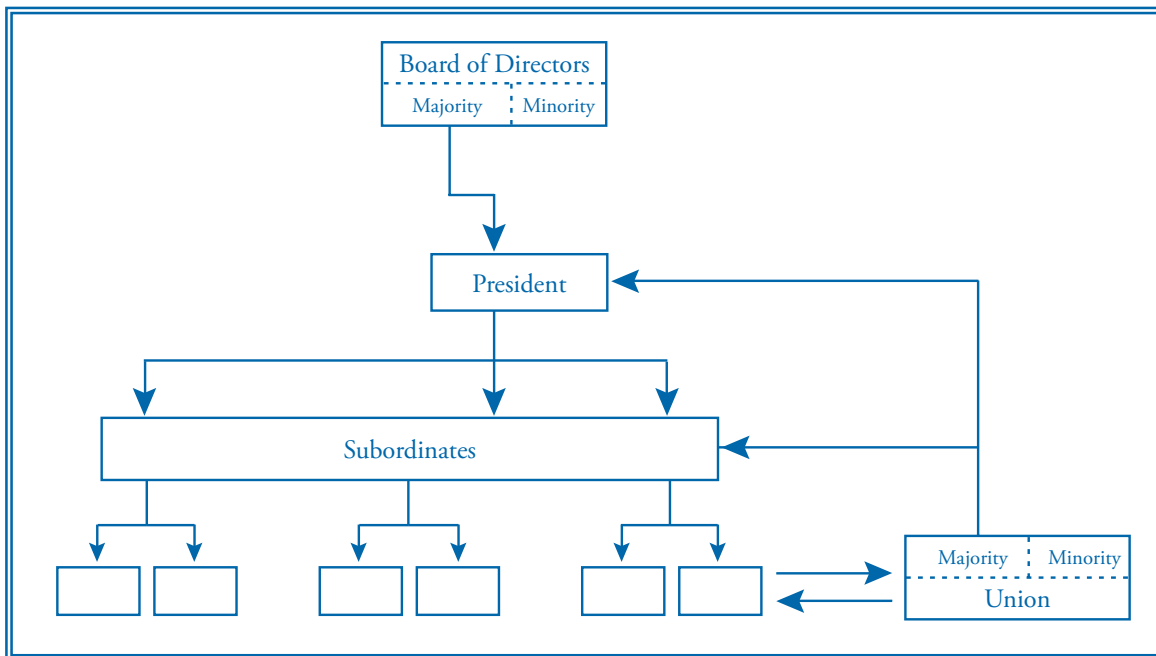 Board of Directors
Majority Minority
President
Subordinates
Majority Minority
Union